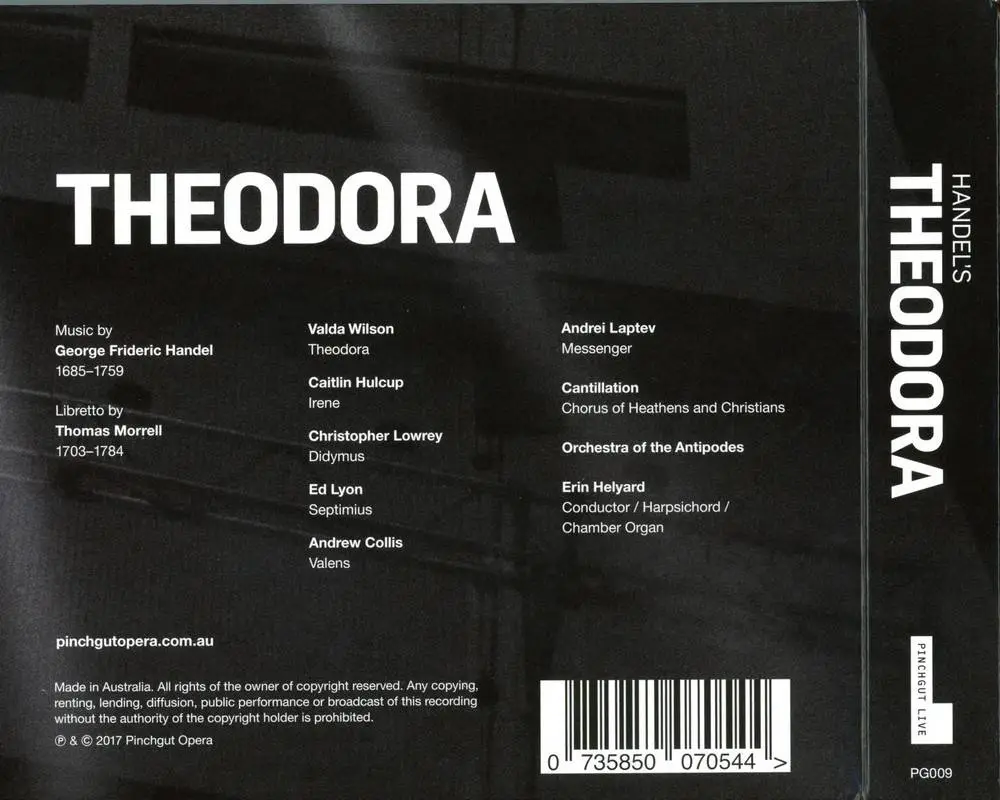 THEODORA
Music by
George Frideric Handel
1685–1759
Libretto by
Thomas Morrell
1703–1784
Valda Wilson
Theodora
Caitlin Hulcup
Irene
Christopher Lowrey
Didymus
Ed Lyon
Septimius
Andrew Collis
Valens
Andrei Laptev
Messenger
Cantillation
Chorus of Heathens and Christians
Orchestra of the Antipodes
Erin Helyard
Conductor / Harpsichord /
Chamber Organ
pinchgutopera.com.au
Made in Australia. All rights of the owner of copyright reserved. Any copying,
renting, lending, diffusion, public performance or broadcast of this recording
without the authority of the copyright holder is prohibited.
℗ & © 2017 Pinchgut Opera
0 735850 070544 >
HANDEL'S
THEODORA
PINCHGUT LIVE
PG009